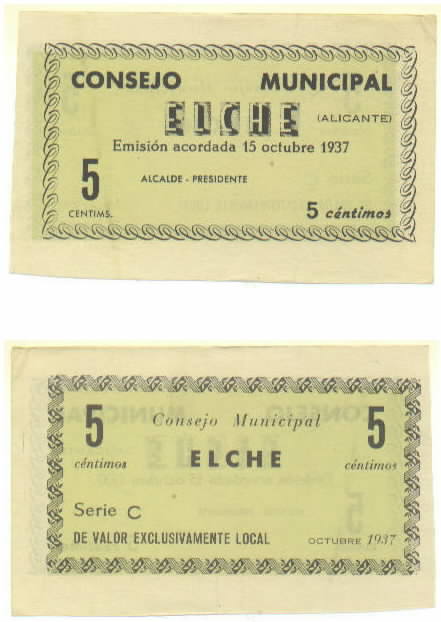 CONSEJO MUNICIPAL
ELCHE (ALICANTE)
Emisión acordada 15 octubre 1937
5 ALCALDE - PRESIDENTE
CENTIMS. 5 céntimos
5 Consejo Municipal 5
céntimos ELCHE céntimos
Serie C
DE VALOR EXCLUSIVAMENTE LOCAL OCTUBRE 1937